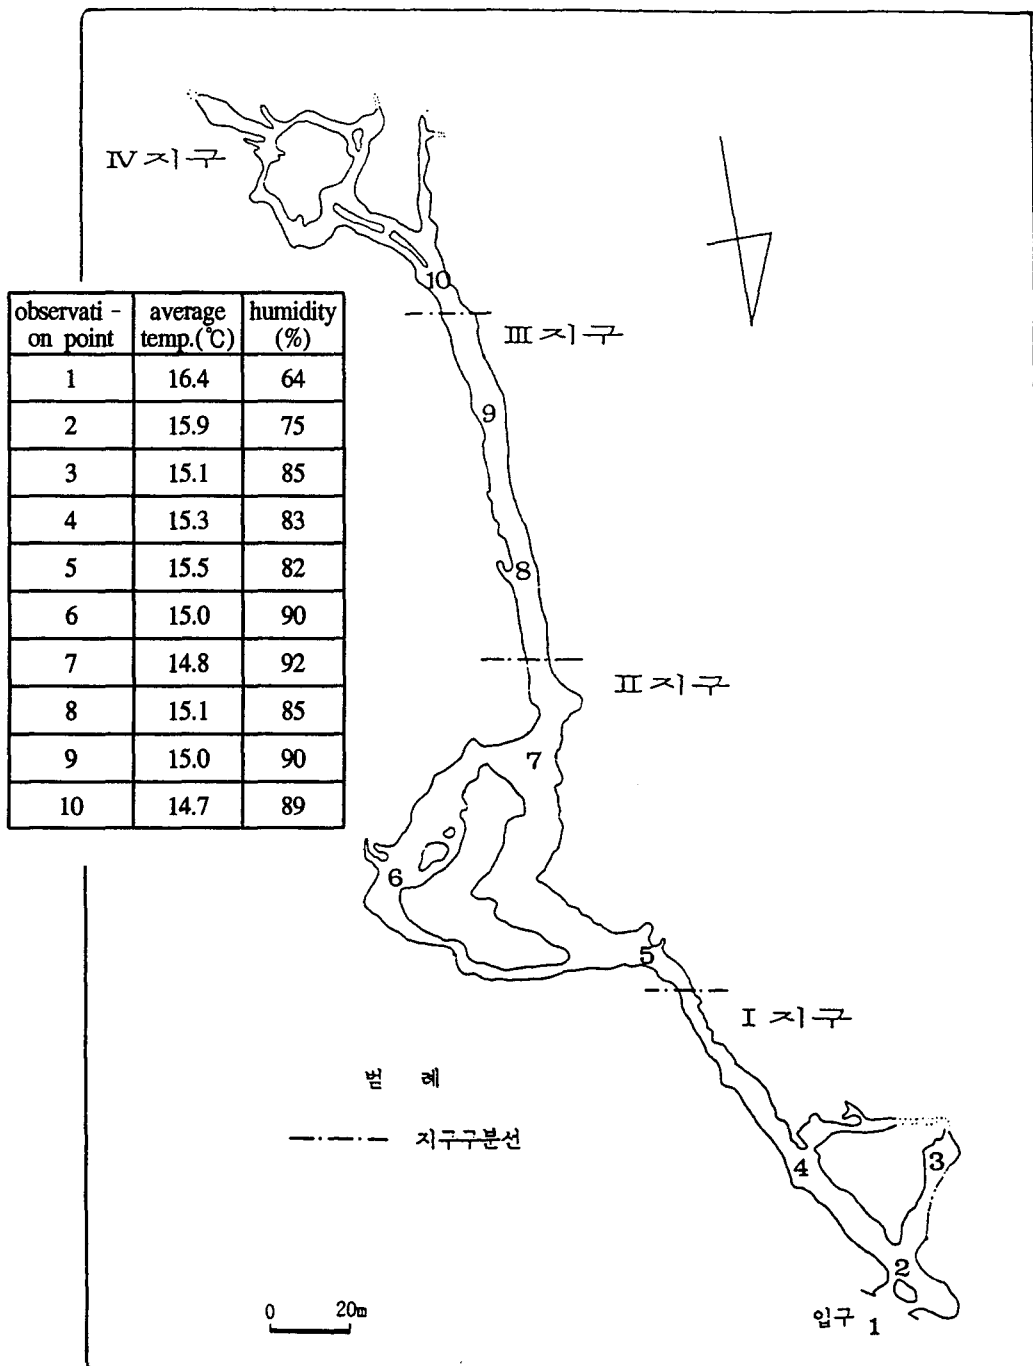 IV 지구
10
III 지구
observati - on point | average temp.(℃) | humidity (%)
1 | 16.4 | 64
2 | 15.9 | 75
3 | 15.1 | 85
4 | 15.3 | 83
5 | 15.5 | 82
6 | 15.0 | 90
7 | 14.8 | 92
8 | 15.1 | 85
9 | 15.0 | 90
10 | 14.7 | 89
9
8
II 지구
7
6
5
I 지구
범 례
지구구분선
4
3
2
입구 1
0 20m